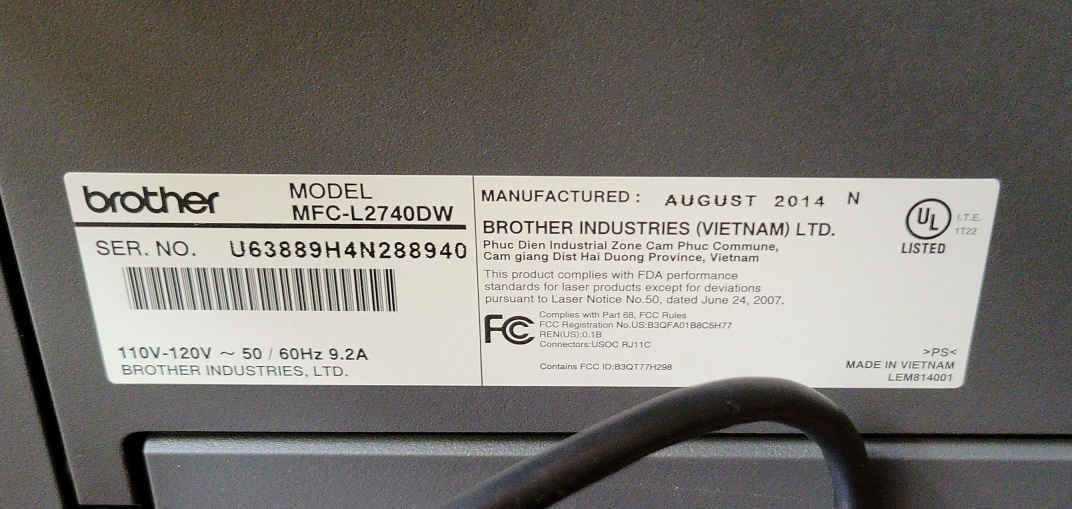 brother
MODEL
MFC-L2740DW
SER. NO. U63889H4N288940
110V-120V ~ 50 / 60Hz 9.2A
BROTHER INDUSTRIES, LTD.
MANUFACTURED : AUGUST 2014 N
BROTHER INDUSTRIES (VIETNAM) LTD.
Phuc Dien Industrial Zone Cam Phuc Commune,
Cam giang Dist Hai Duong Province, Vietnam
This product complies with FDA performance
standards for laser products except for deviations
pursuant to Laser Notice No.50, dated June 24, 2007.
FC
Complies with Part 68, FCC Rules
FCC Registration No.US:B3QFA01B8C5H77
REN(US):0.1B
Connectors:USOC RJ11C
Contains FCC ID:B3QT77H298
UL
LISTED
I.T.E.
1T22
>PS<
MADE IN VIETNAM
LEM814001